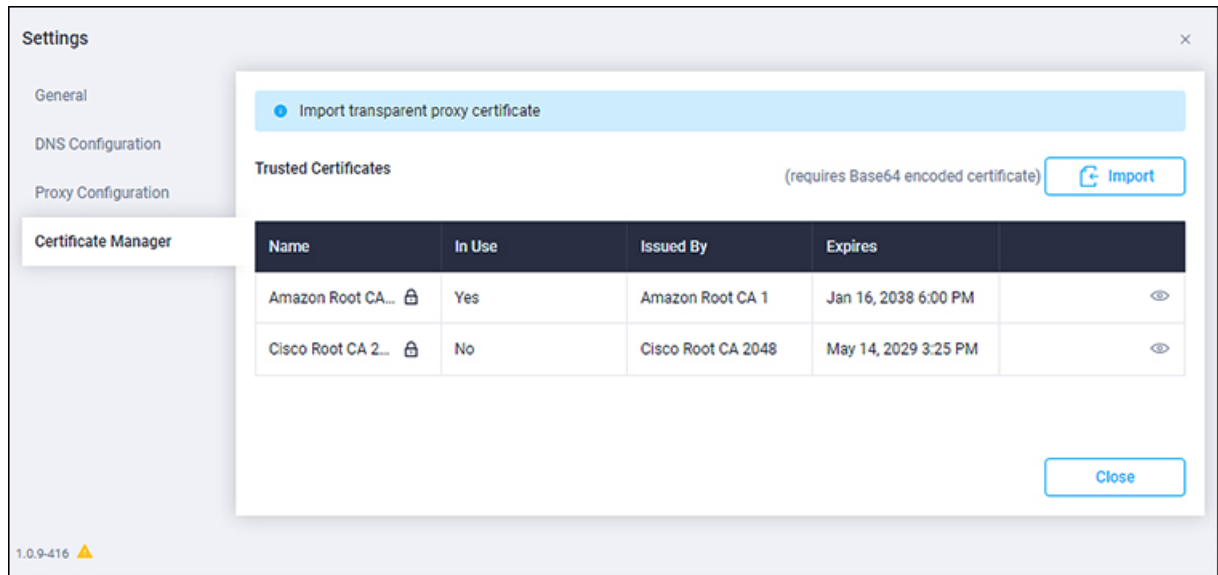 Settings
General
DNS Configuration
Proxy Configuration
Certificate Manager
Import transparent proxy certificate
Trusted Certificates (requires Base64 encoded certificate) Import
Name In Use Issued By Expires
Amazon Root CA... Yes Amazon Root CA 1 Jan 16, 2038 6:00 PM
Cisco Root CA 2... No Cisco Root CA 2048 May 14, 2029 3:25 PM
Close
1.0.9-416